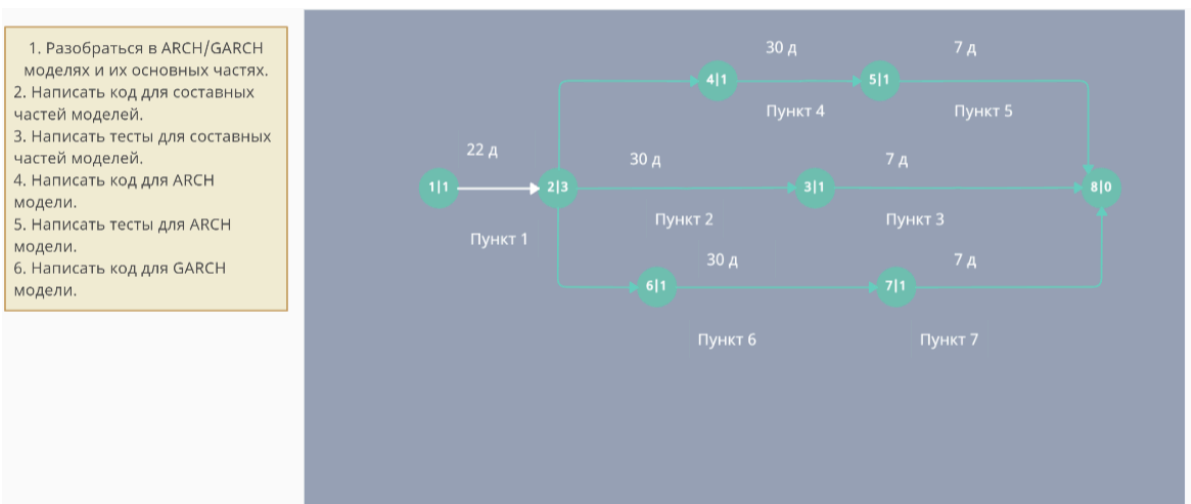 1. Разобраться в ARCH/GARCH
моделях и их основных частях.
2. Написать код для составных
частей моделей.
3. Написать тесты для составных
частей моделей.
4. Написать код для ARCH
модели.
5. Написать тесты для ARCH
модели.
6. Написать код для GARCH
модели.
30 д
7 д
4|1
5|1
Пункт 4
Пункт 5
22 д
30 д
7 д
1|1
2|3
3|1
8|0
Пункт 1
Пункт 2
Пункт 3
30 д
7 д
6|1
7|1
Пункт 6
Пункт 7